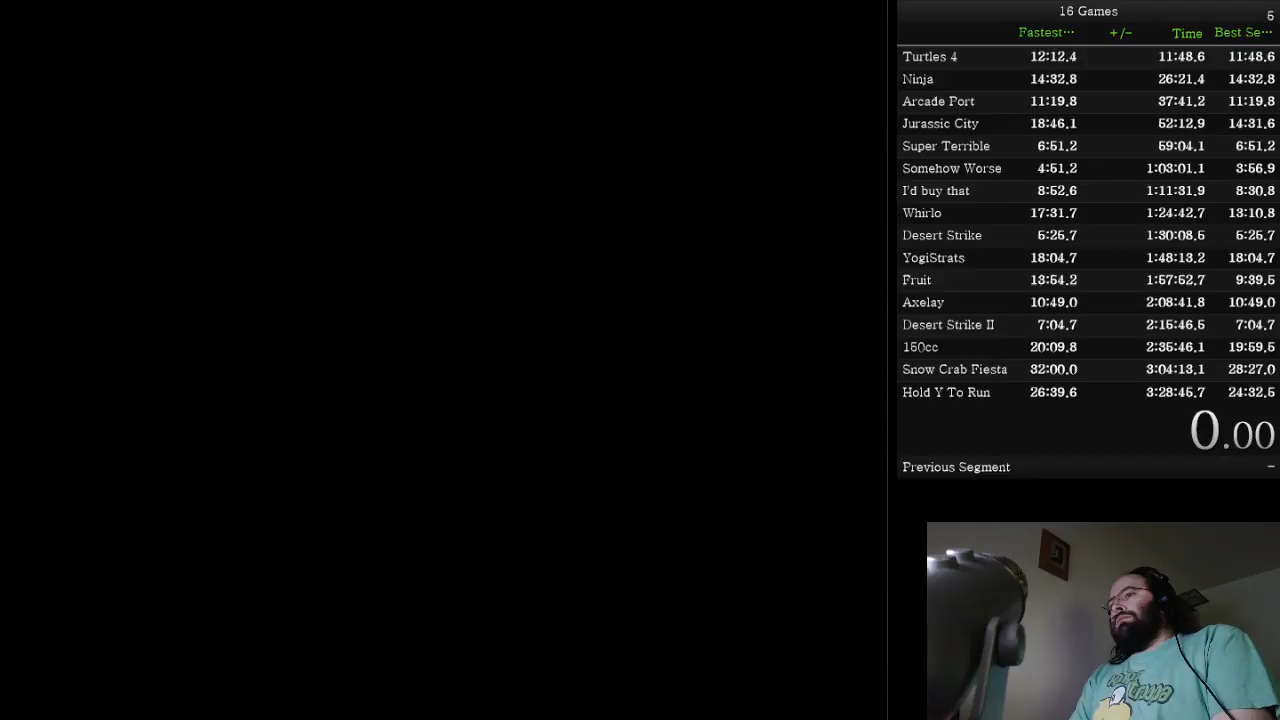 16 Games
5
Fastest… +/- Time Best Se…
Turtles 4 12:12.4 11:48.6 11:48.6
Ninja 14:32.8 26:21.4 14:32.8
Arcade Port 11:19.8 37:41.2 11:19.8
Jurassic City 18:46.1 52:12.9 14:31.6
Super Terrible 6:51.2 59:04.1 6:51.2
Somehow Worse 4:51.2 1:03:01.1 3:56.9
I'd buy that 8:52.6 1:11:31.9 8:30.8
Whirlo 17:31.7 1:24:42.7 13:10.8
Desert Strike 5:25.7 1:30:08.5 5:25.7
YogiStrats 18:04.7 1:48:13.2 18:04.7
Fruit 13:54.2 1:57:52.7 9:39.5
Axelay 10:49.0 2:08:41.8 10:49.0
Desert Strike II 7:04.7 2:15:46.5 7:04.7
150cc 20:09.8 2:35:46.1 19:59.5
Snow Crab Fiesta 32:00.0 3:04:13.1 28:27.0
Hold Y To Run 26:39.6 3:28:45.7 24:32.5
0.00
Previous Segment -